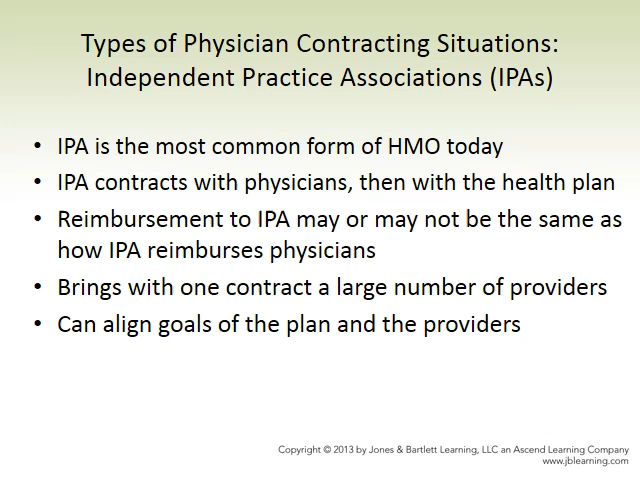 Types of Physician Contracting Situations:
Independent Practice Associations (IPAs)
• IPA is the most common form of HMO today
• IPA contracts with physicians, then with the health plan
• Reimbursement to IPA may or may not be the same as
how IPA reimburses physicians
• Brings with one contract a large number of providers
• Can align goals of the plan and the providers
Copyright © 2013 by Jones & Bartlett Learning, LLC an Ascend Learning Company
www.jblearning.com